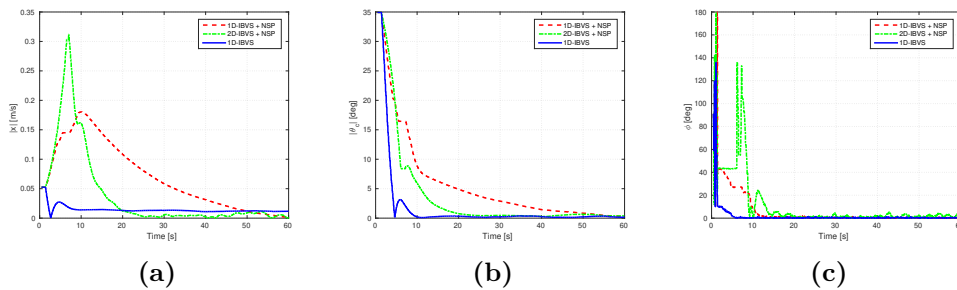 0.35
0.3
0.25
0.2
0.15
0.1
0.05
0
|x| [m/s]
0 10 20 30 40 50 60
Time [s]
1D-IBVS + NSP
2D-IBVS + NSP
1D-IBVS
(a)
35
30
25
20
15
10
5
0
|θc| [deg]
0 10 20 30 40 50 60
Time [s]
1D-IBVS + NSP
2D-IBVS + NSP
1D-IBVS
(b)
180
160
140
120
100
80
60
40
20
0
ϕ [deg]
0 10 20 30 40 50 60
Time [s]
1D-IBVS + NSP
2D-IBVS + NSP
1D-IBVS
(c)